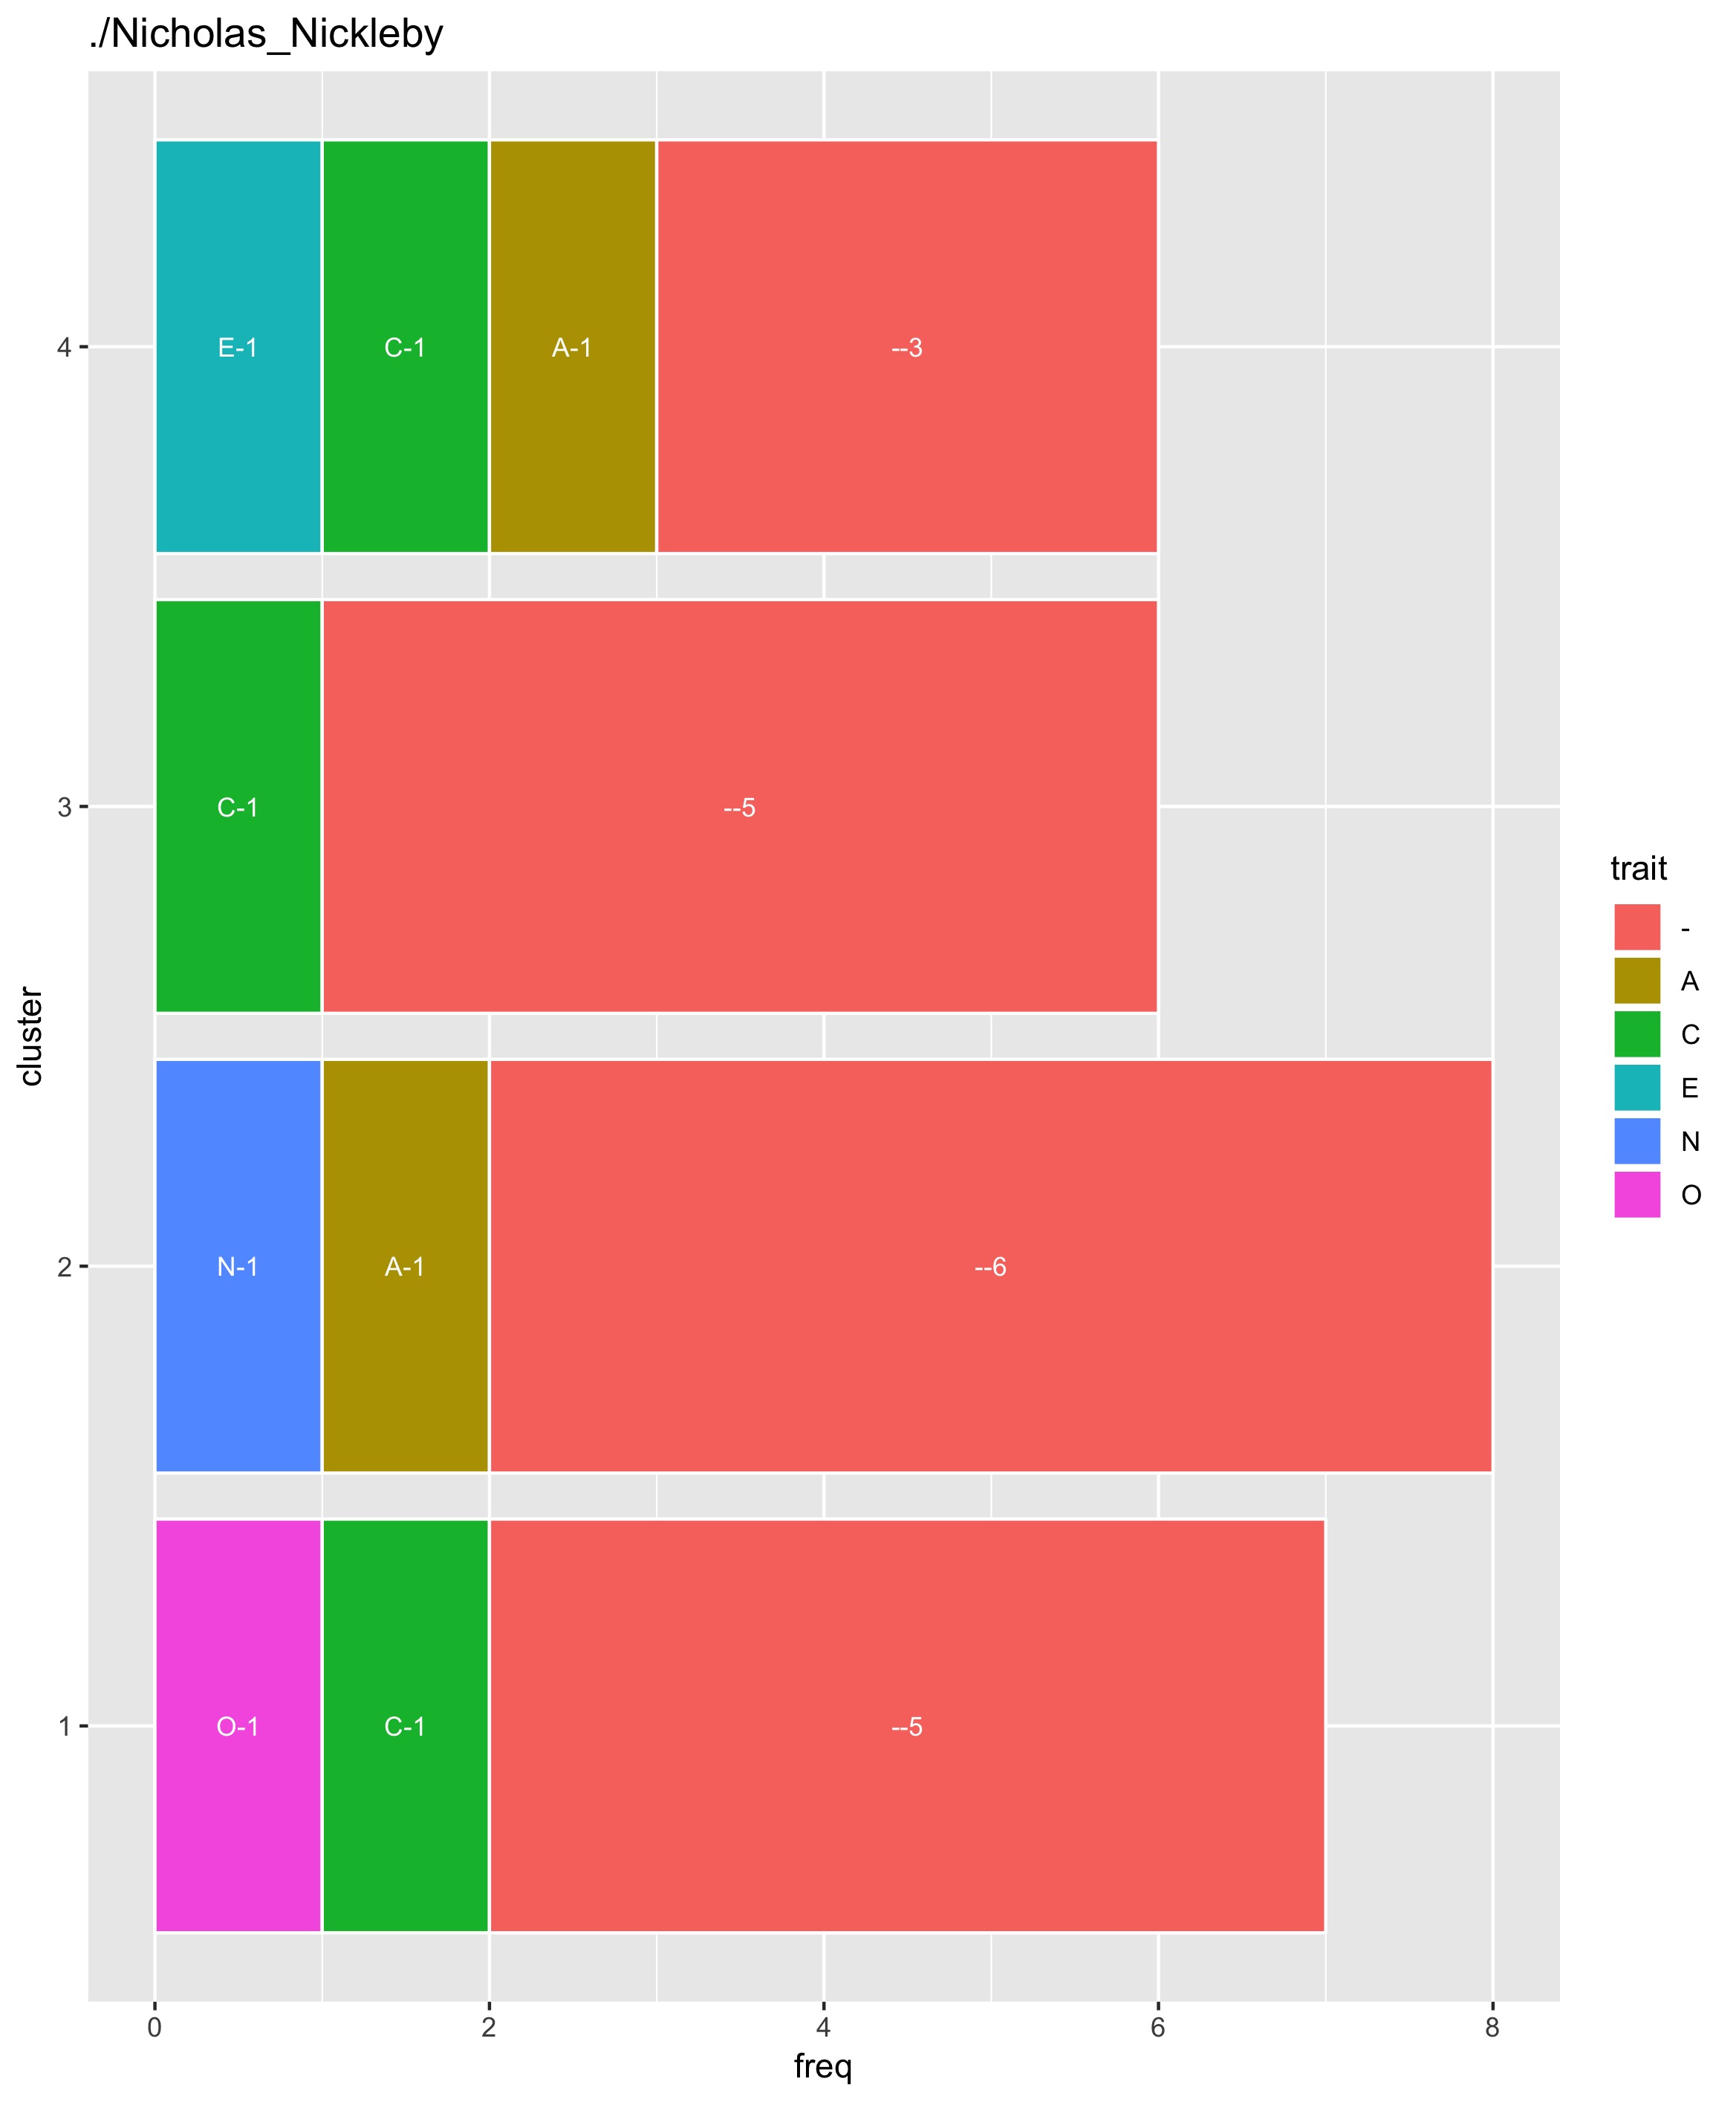 ./Nicholas_Nickleby
4
E-1
C-1
A-1
--3
3
C-1
--5
2
N-1
A-1
--6
1
O-1
C-1
--5
0
2
4
6
8
freq
cluster
trait
-
A
C
E
N
O